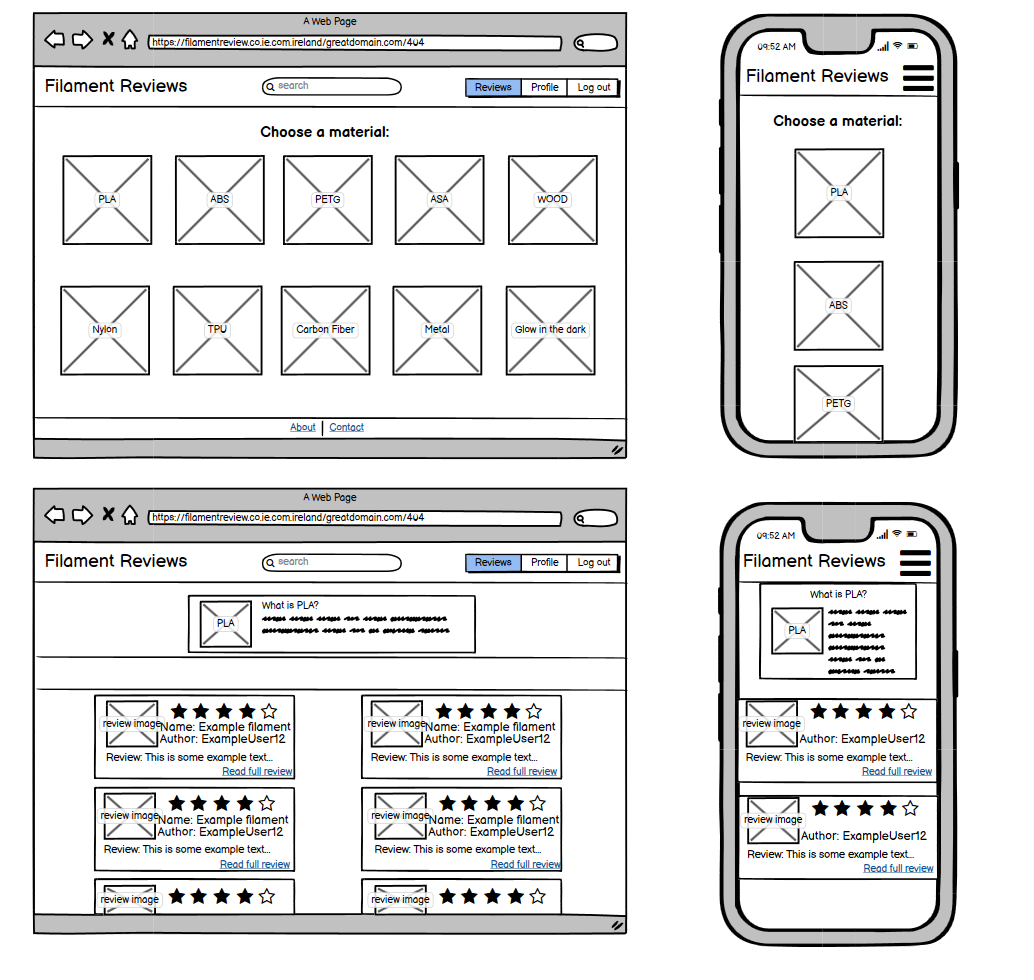 A Web Page
https://filamentreview.co.ie.com.ireland/greatdomain.com/404
Filament Reviews
search
Reviews Profile Log out
Choose a material:
PLA ABS PETG ASA WOOD
Nylon TPU Carbon Fiber Metal Glow in the dark
About Contact
09:52 AM
Filament Reviews
Choose a material:
PLA
ABS
PETG
A Web Page
https://filamentreview.co.ie.com.ireland/greatdomain.com/404
Filament Reviews
search
Reviews Profile Log out
What is PLA?
PLA
review image
Name: Example filament
Author: ExampleUser12
Review: This is some example text...
Read full review
review image
Name: Example filament
Author: ExampleUser12
Review: This is some example text...
Read full review
review image
Name: Example filament
Author: ExampleUser12
Review: This is some example text...
Read full review
review image
Name: Example filament
Author: ExampleUser12
Review: This is some example text...
Read full review
review image
review image
09:52 AM
Filament Reviews
What is PLA?
PLA
review image
Author: ExampleUser12
Review: This is some example text...
Read full review
review image
Author: ExampleUser12
Review: This is some example text...
Read full review